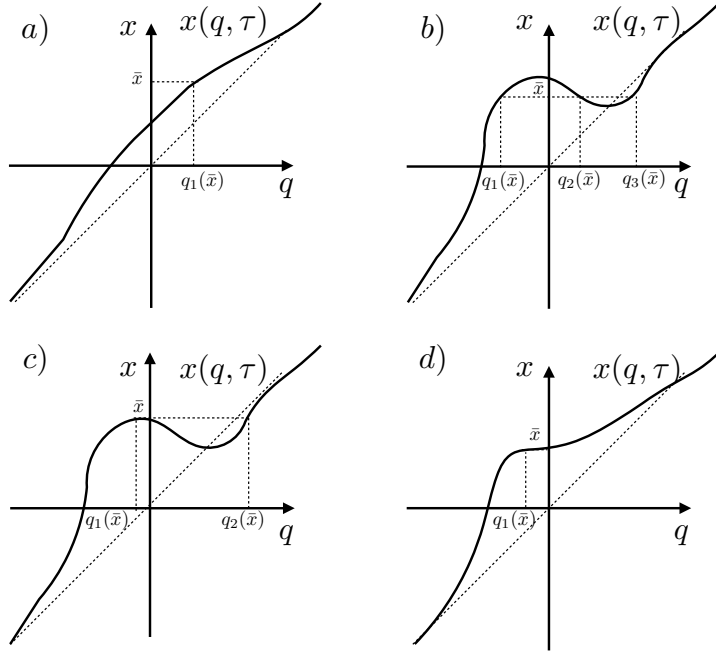 a) x x(q, τ)
x̄
q₁(x̄) q
b) x x(q, τ)
x̄
q₁(x̄) q₂(x̄) q₃(x̄) q
c) x x(q, τ)
x̄
q₁(x̄) q₂(x̄) q
d) x x(q, τ)
x̄
q₁(x̄) q